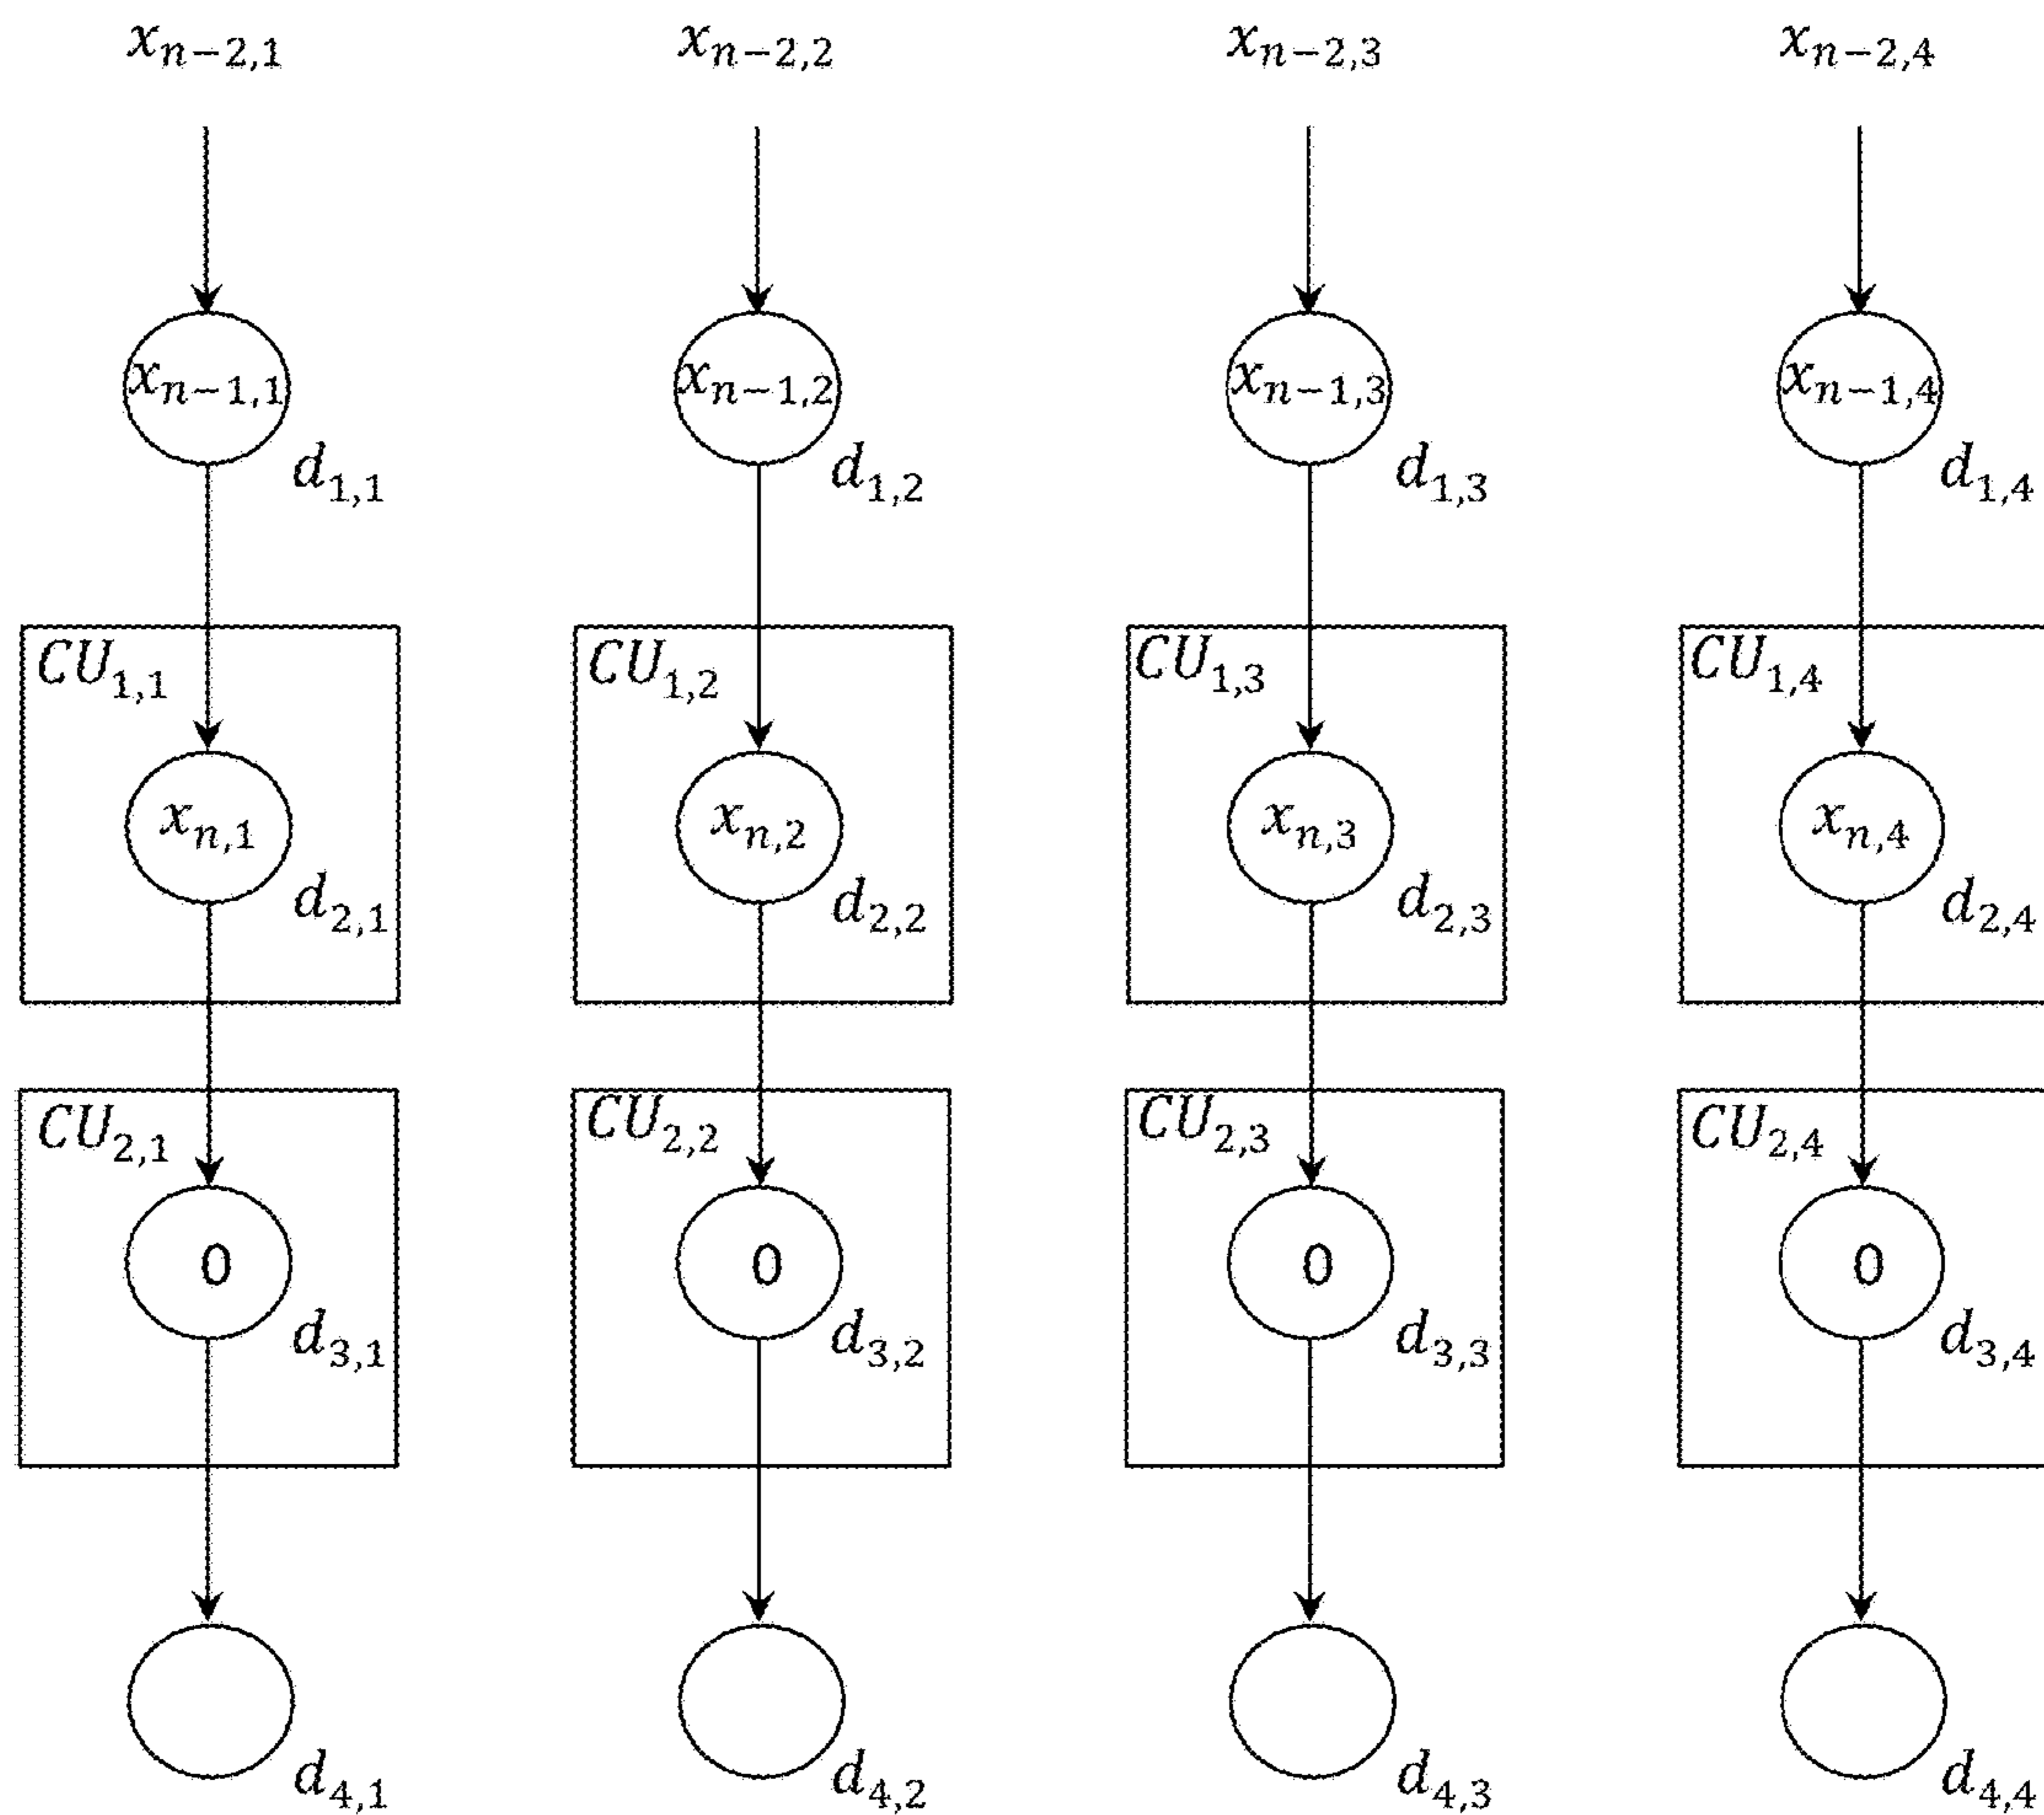 x_{n-2,1} x_{n-2,2} x_{n-2,3} x_{n-2,4}
x_{n-1,1} x_{n-1,2} x_{n-1,3} x_{n-1,4}
d_{1,1} d_{1,2} d_{1,3} d_{1,4}
CU_{1,1} CU_{1,2} CU_{1,3} CU_{1,4}
x_{n,1} x_{n,2} x_{n,3} x_{n,4}
d_{2,1} d_{2,2} d_{2,3} d_{2,4}
CU_{2,1} CU_{2,2} CU_{2,3} CU_{2,4}
0 0 0 0
d_{3,1} d_{3,2} d_{3,3} d_{3,4}
d_{4,1} d_{4,2} d_{4,3} d_{4,4}